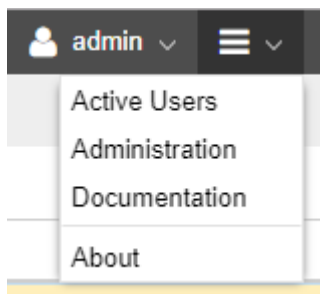 admin
Active Users
Administration
Documentation
About